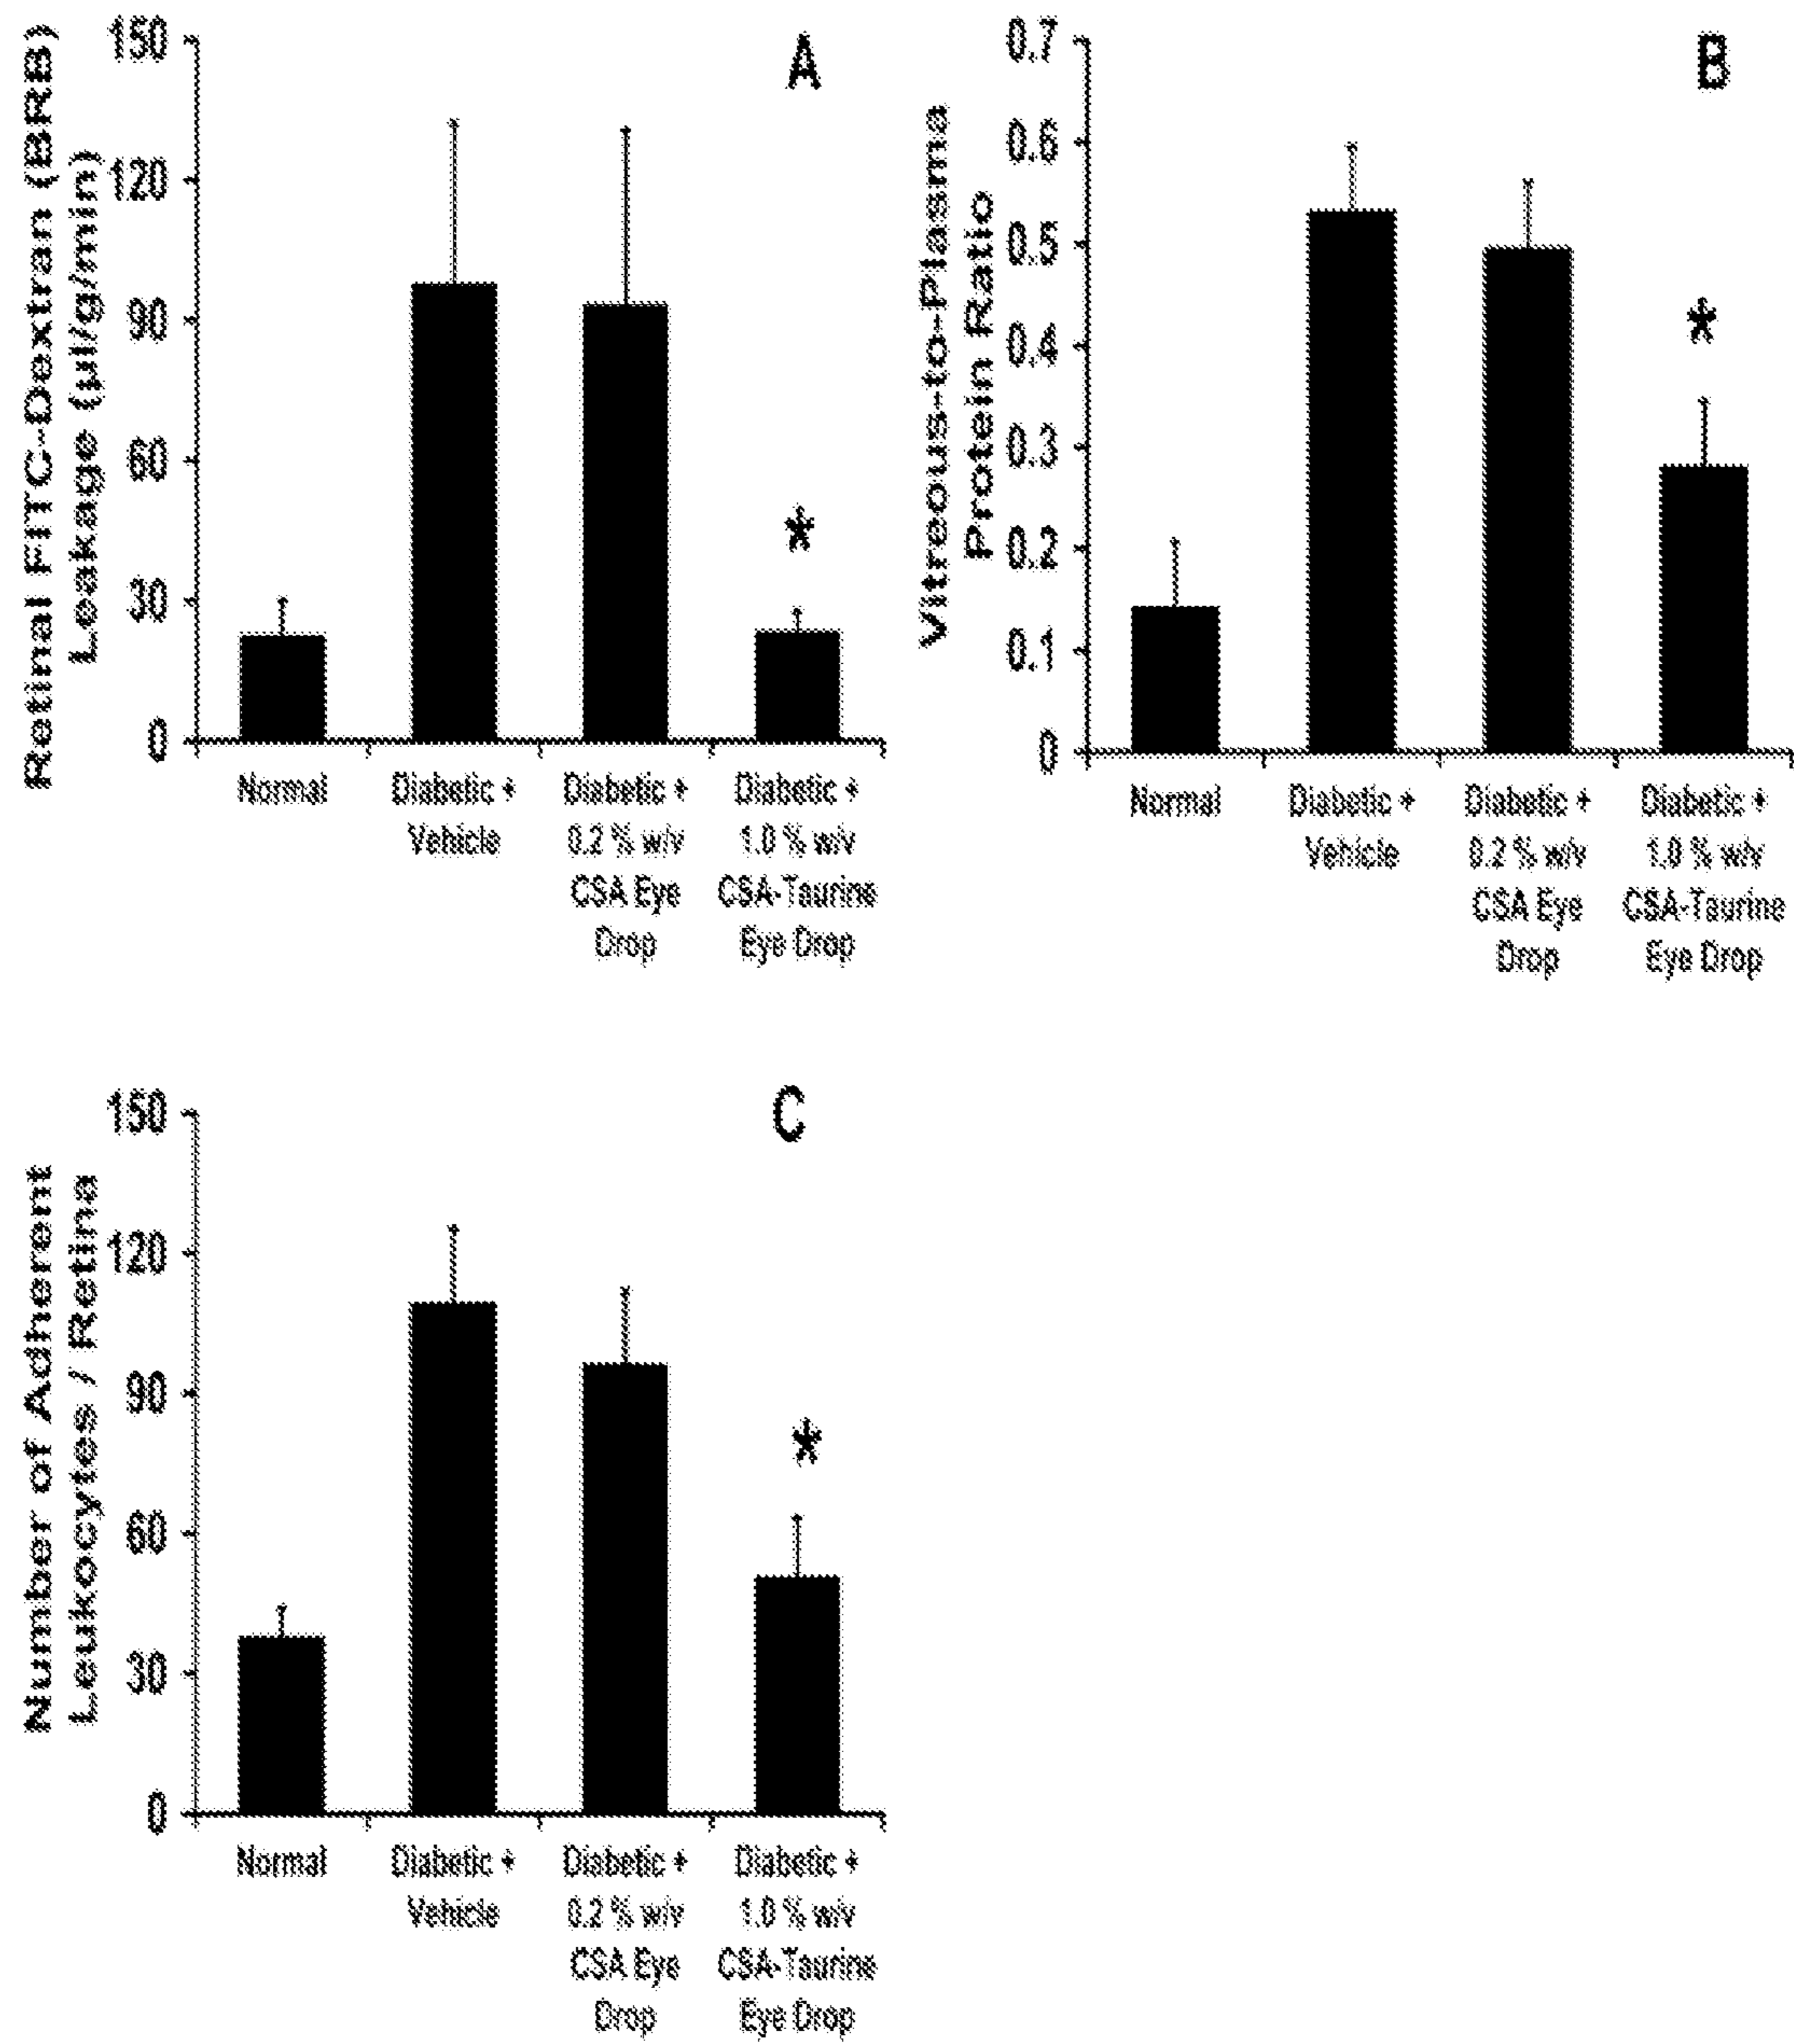 Retinal FITC-Dextran (BRB)
Leakage (µl/g/min)
150
120
90
60
30
0
A
*
Normal
Diabetic +
Vehicle
Diabetic +
0.2 % w/v
CSA Eye
Drop
Diabetic +
1.0 % w/v
CSA-Taurine
Eye Drop
Vitreous-to-Plasma
Protein Ratio
0.7
0.6
0.5
0.4
0.3
0.2
0.1
0
B
*
Normal
Diabetic +
Vehicle
Diabetic +
0.2 % w/v
CSA Eye
Drop
Diabetic +
1.0 % w/v
CSA-Taurine
Eye Drop
Number of Adherent
Leukocytes / Retina
150
120
90
60
30
0
C
*
Normal
Diabetic +
Vehicle
Diabetic +
0.2 % w/v
CSA Eye
Drop
Diabetic +
1.0 % w/v
CSA-Taurine
Eye Drop